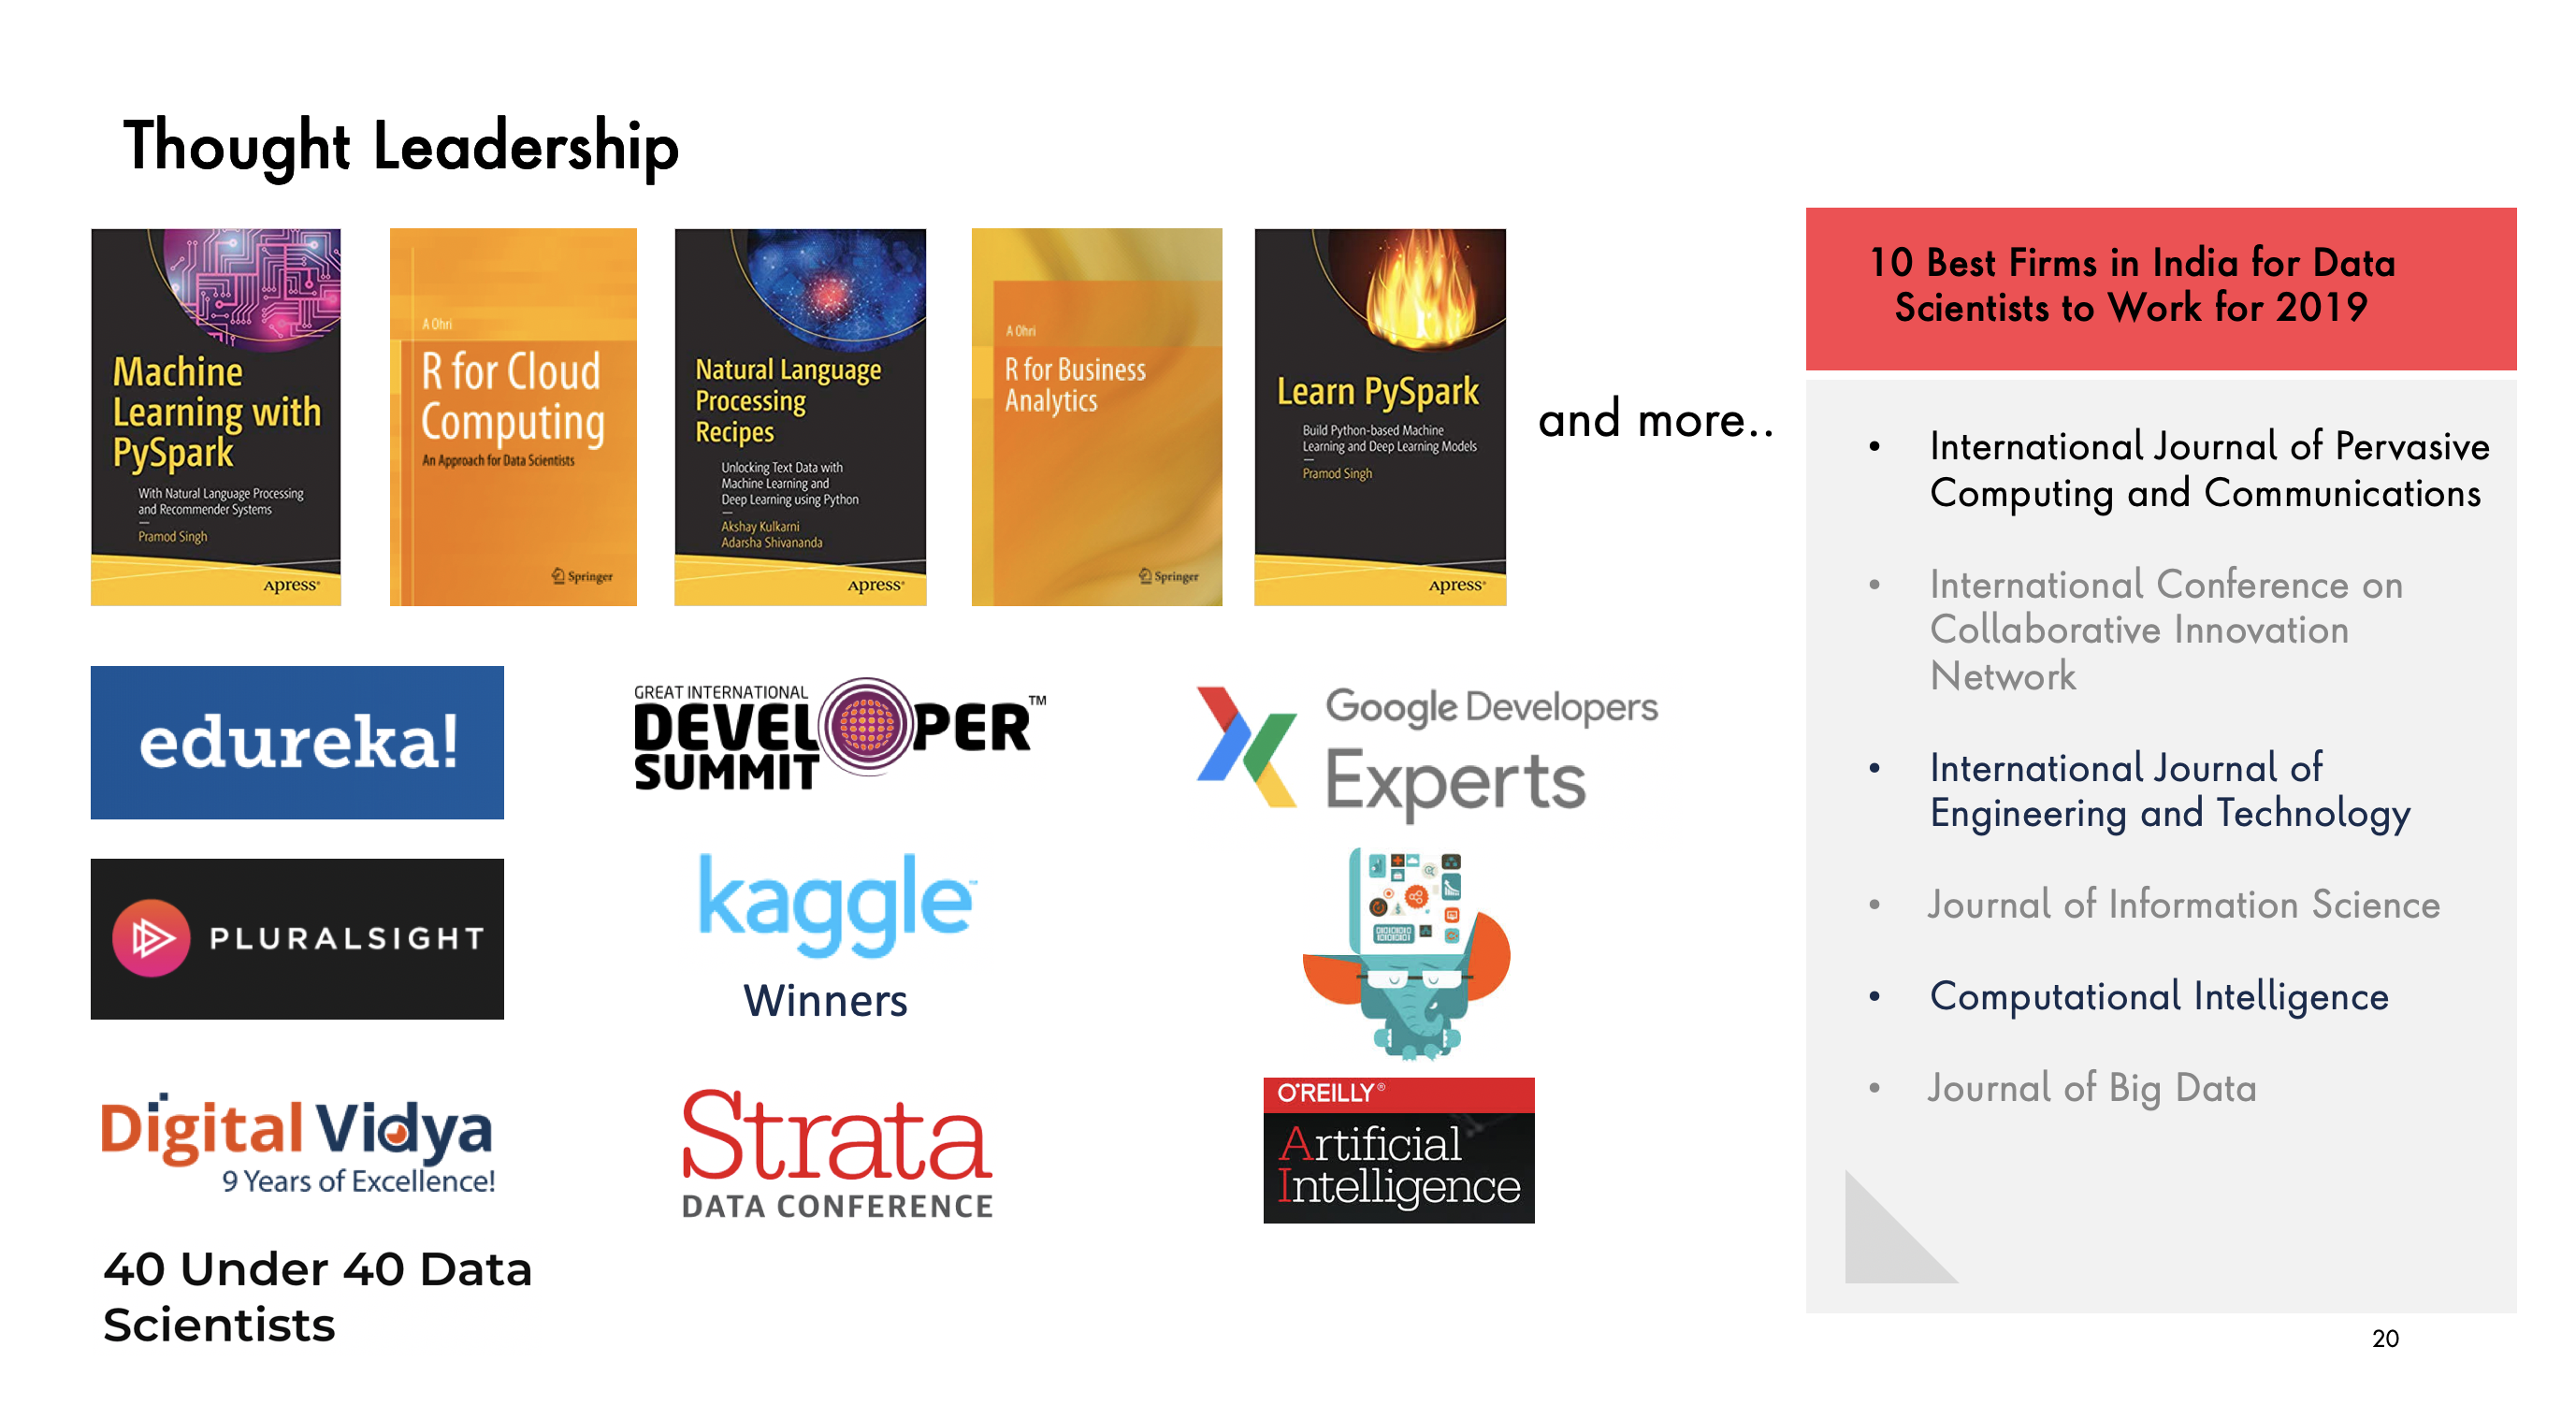 Thought Leadership
Machine
Learning with
PySpark
With Natural Language Processing
and Recommender Systems
—
Pramod Singh
Apress®
A Ohri
R for Cloud
Computing
An Approach for Data Scientists
Springer
Natural Language
Processing
Recipes
Unlocking Text Data with
Machine Learning and
Deep Learning using Python
—
Akshay Kulkarni
Adarsha Shivananda
Apress®
A Ohri
R for Business
Analytics
Springer
Learn PySpark
Build Python-based Machine
Learning and Deep Learning Models
—
Pramod Singh
Apress®
and more..
edureka!
GREAT INTERNATIONAL
DEVELOPER™
SUMMIT
Google Developers
Experts
PLURALSIGHT
kaggle
Winners
Digital Vidya
9 Years of Excellence!
Strata
DATA CONFERENCE
O'REILLY®
Artificial
Intelligence
40 Under 40 Data
Scientists
10 Best Firms in India for Data
Scientists to Work for 2019
• International Journal of Pervasive
Computing and Communications
• International Conference on
Collaborative Innovation
Network
• International Journal of
Engineering and Technology
• Journal of Information Science
• Computational Intelligence
• Journal of Big Data
20